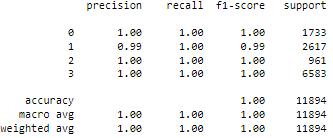 precision recall f1-score support
0 1.00 1.00 1.00 1733
1 0.99 1.00 0.99 2617
2 1.00 1.00 1.00 961
3 1.00 1.00 1.00 6583
accuracy 1.00 11894
macro avg 1.00 1.00 1.00 11894
weighted avg 1.00 1.00 1.00 11894